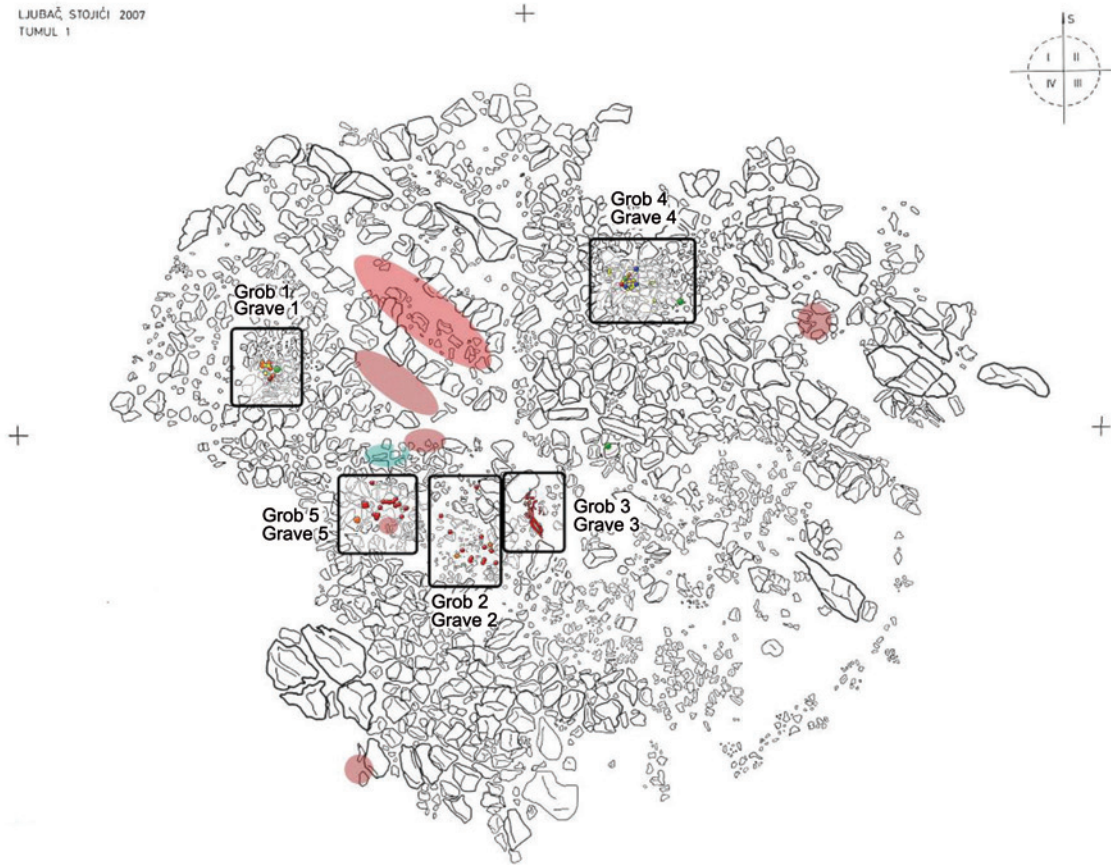 LJUBAČ, STOJIĆI 2007
TUMUL 1
S
I II
IV III
Grob 4
Grave 4
Grob 1
Grave 1
Grob 5
Grave 5
Grob 3
Grave 3
Grob 2
Grave 2